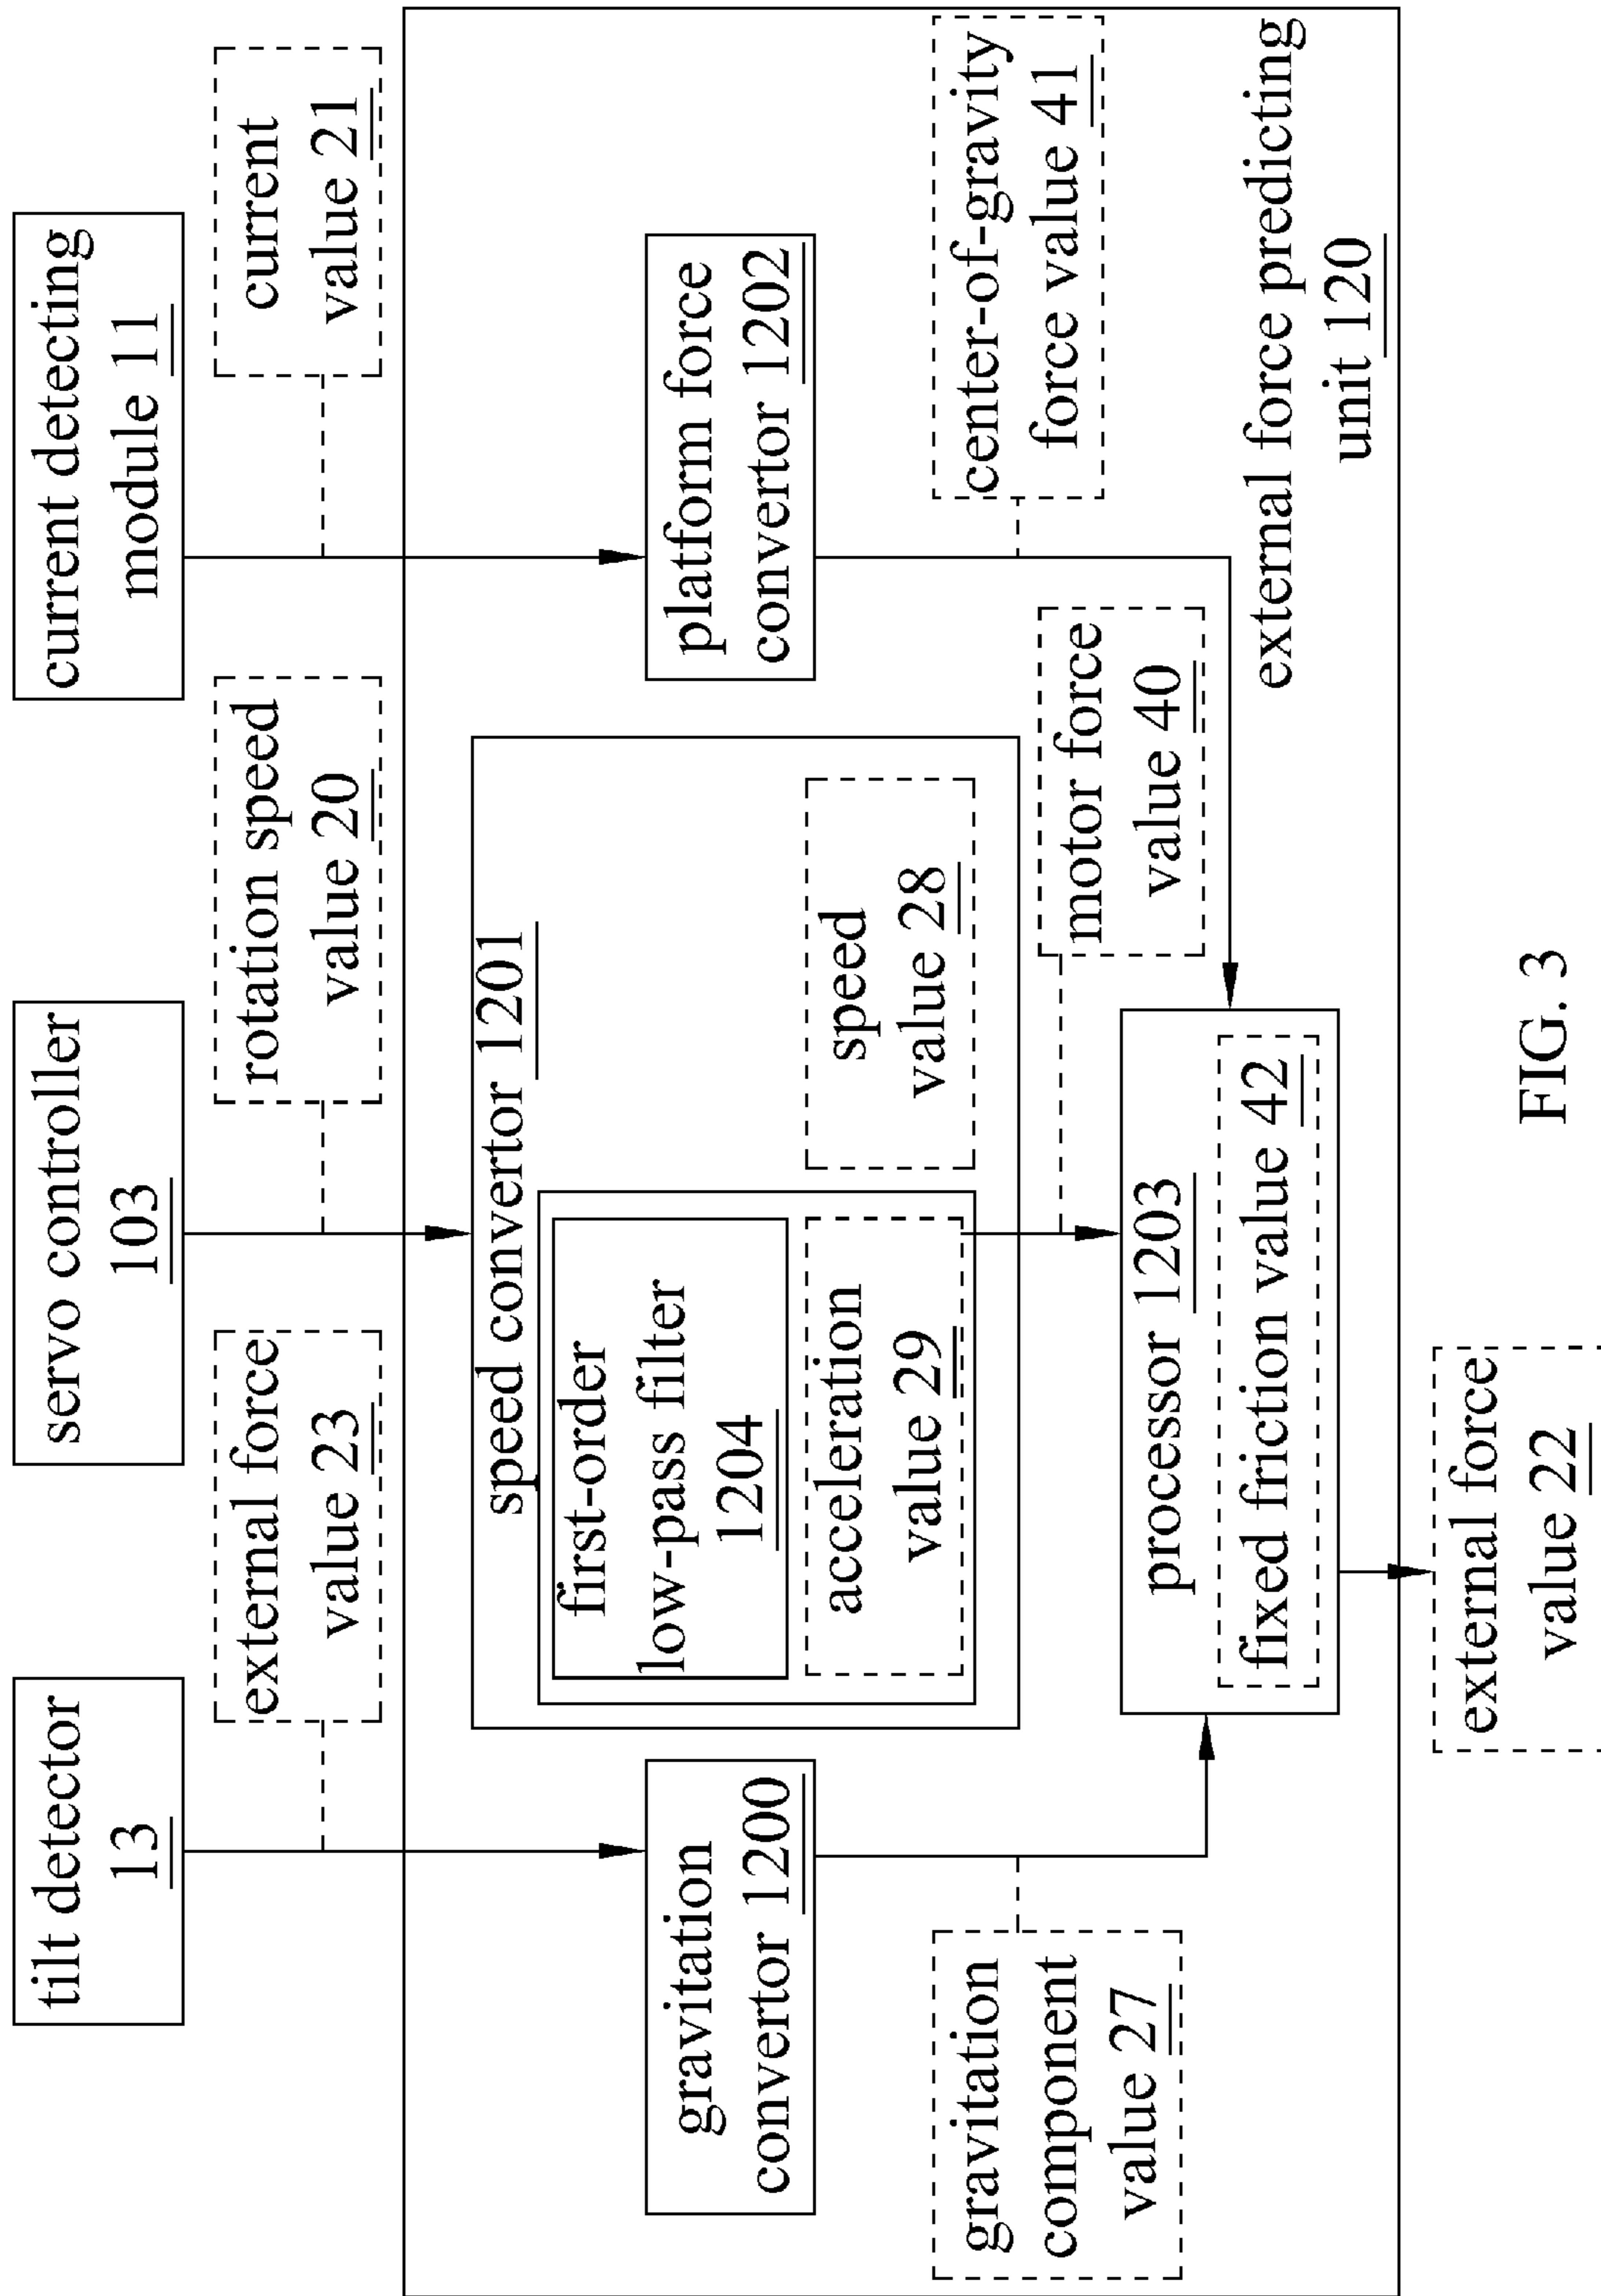 tilt detector
13
servo controller
103
current detecting
module 11
external force
value 23
rotation speed
value 20
current
value 21
gravitation
convertor 1200
speed convertor 1201
first-order
low-pass filter
1204
acceleration
value 29
speed
value 28
platform force
convertor 1202
gravitation
component
value 27
motor force
value 40
center-of-gravity
force value 41
processor 1203
fixed friction value 42
external force predicting
unit 120
external force
value 22
FIG. 3